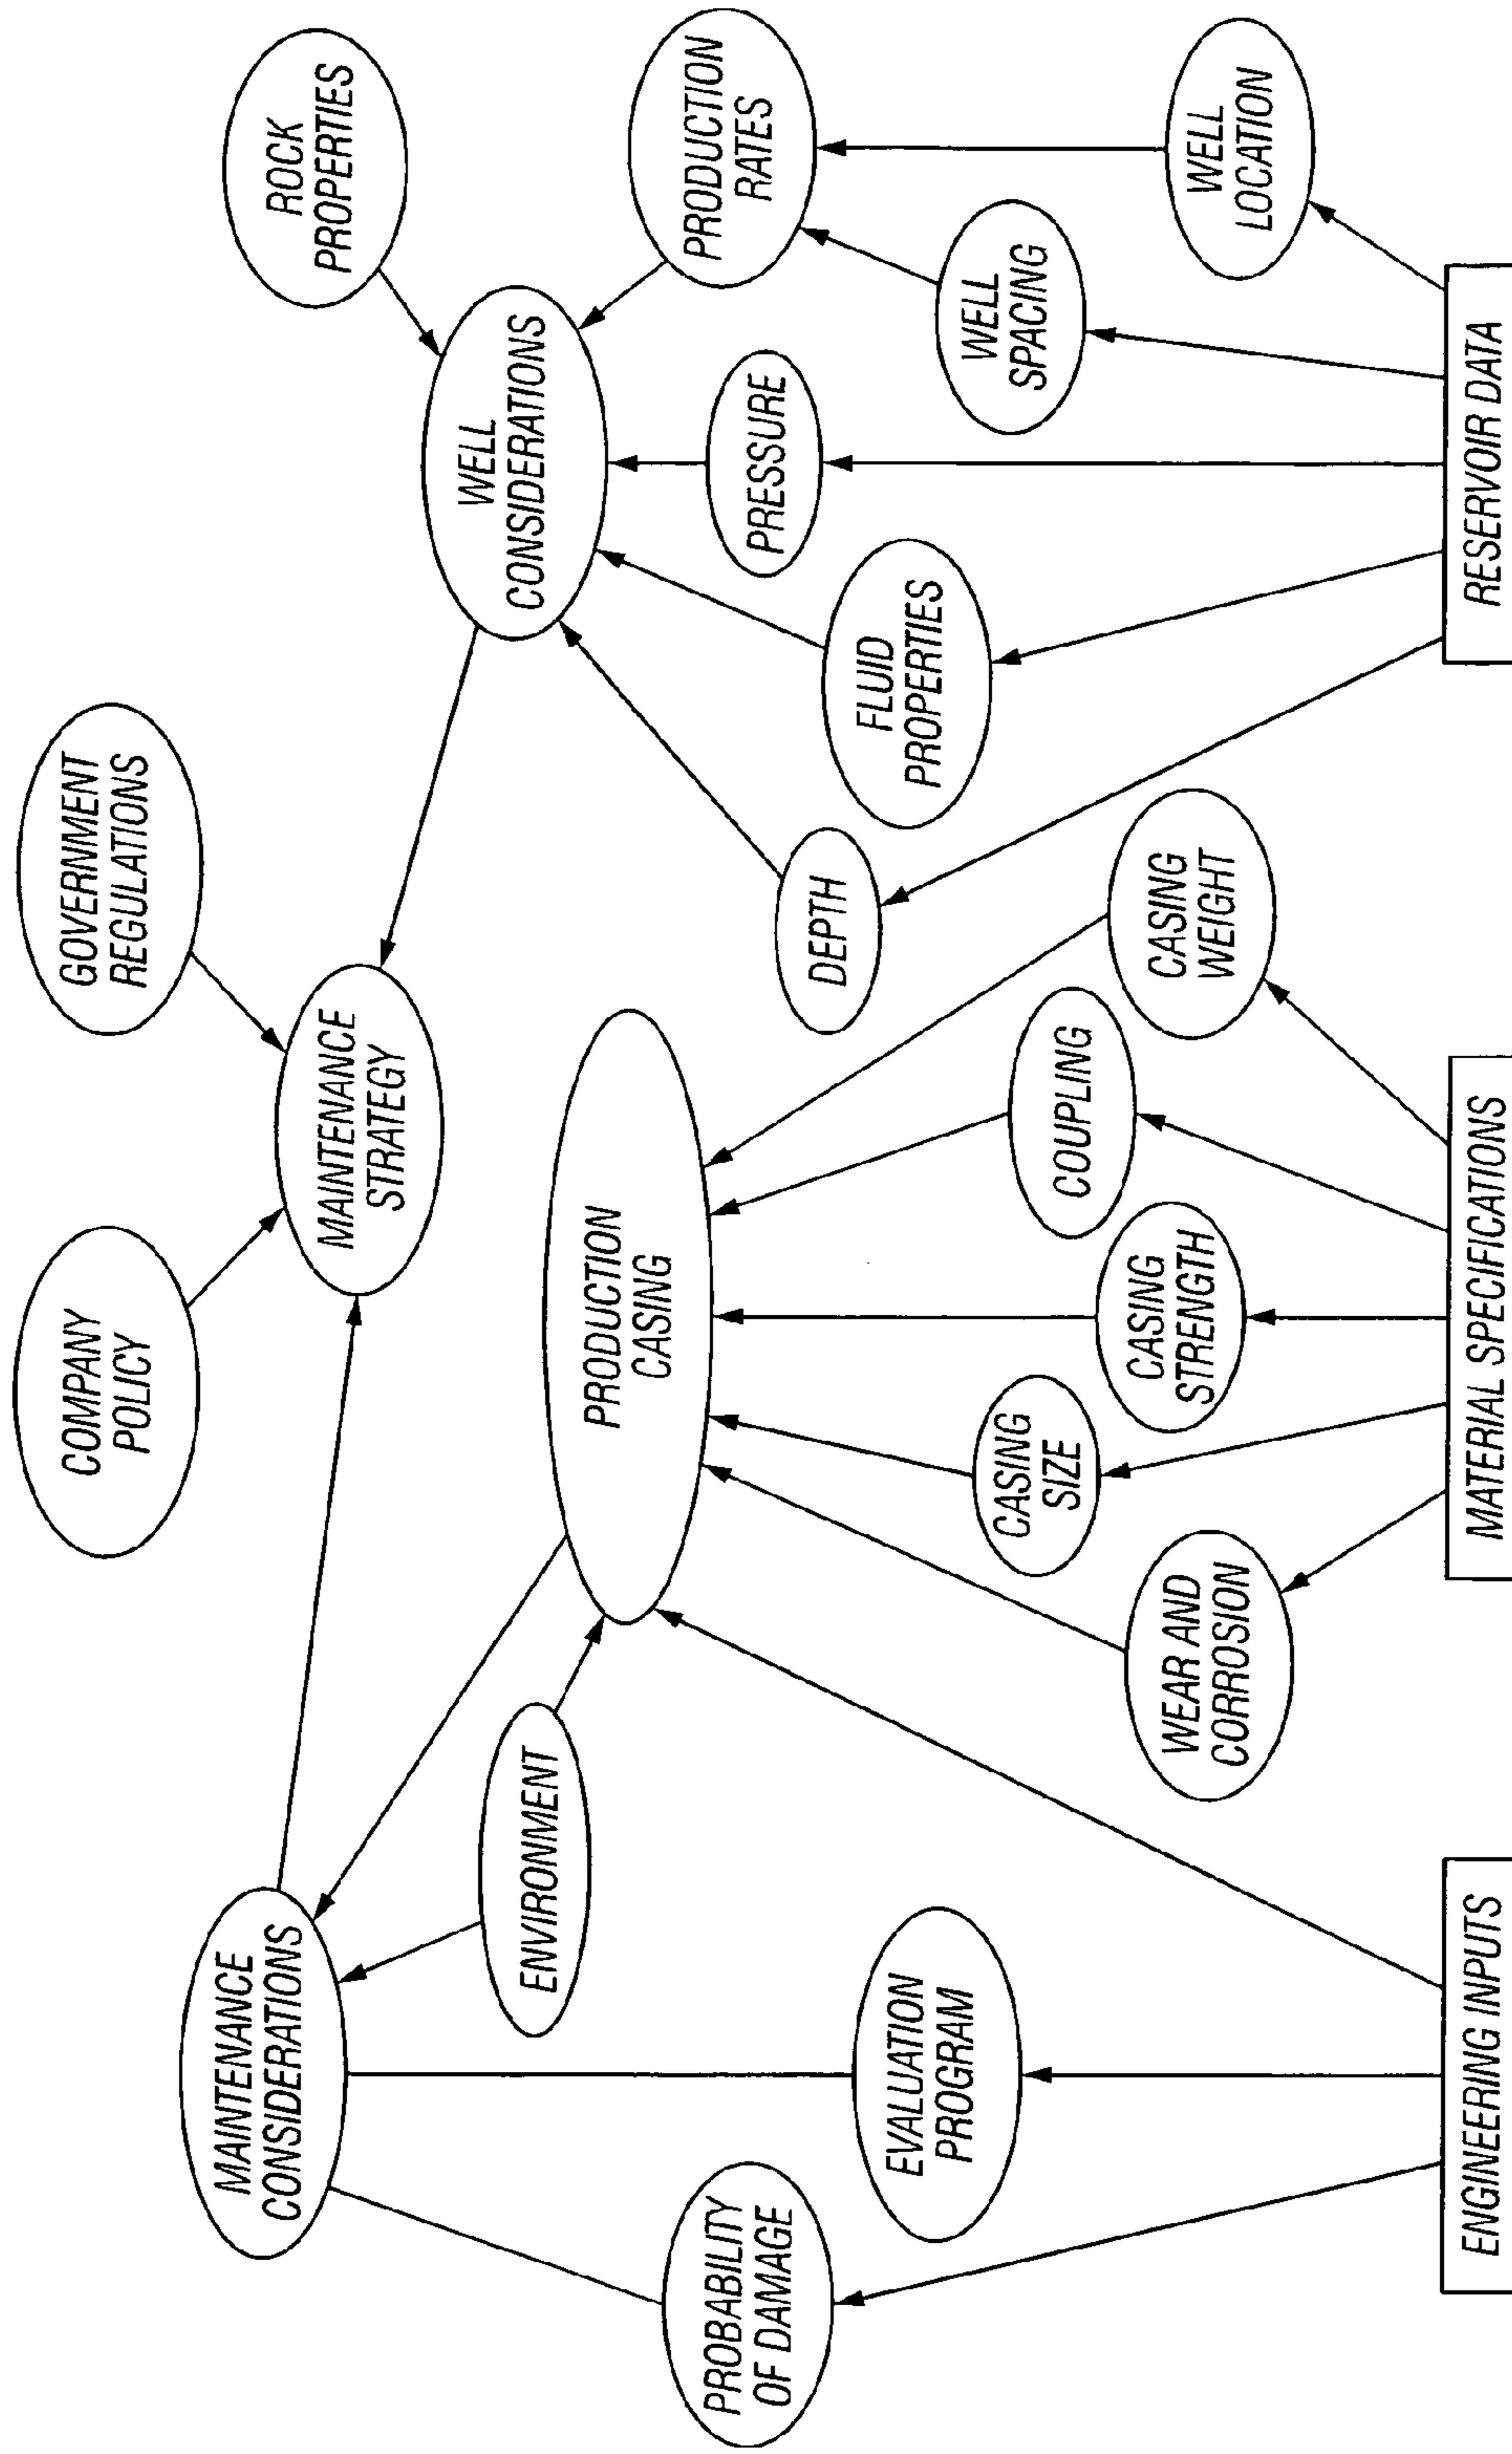 COMPANY
POLICY
GOVERNMENT
REGULATIONS
MAINTENANCE
CONSIDERATIONS
MAINTENANCE
STRATEGY
ROCK
PROPERTIES
WELL
CONSIDERATIONS
ENVIRONMENT
PRODUCTION
CASING
PROBABILITY
OF DAMAGE
PRESSURE
PRODUCTION
RATES
DEPTH
FLUID
PROPERTIES
EVALUATION
PROGRAM
CASING
SIZE
COUPLING
WELL
SPACING
WEAR AND
CORROSION
CASING
STRENGTH
CASING
WEIGHT
WELL
LOCATION
ENGINEERING INPUTS
MATERIAL SPECIFICATIONS
RESERVOIR DATA